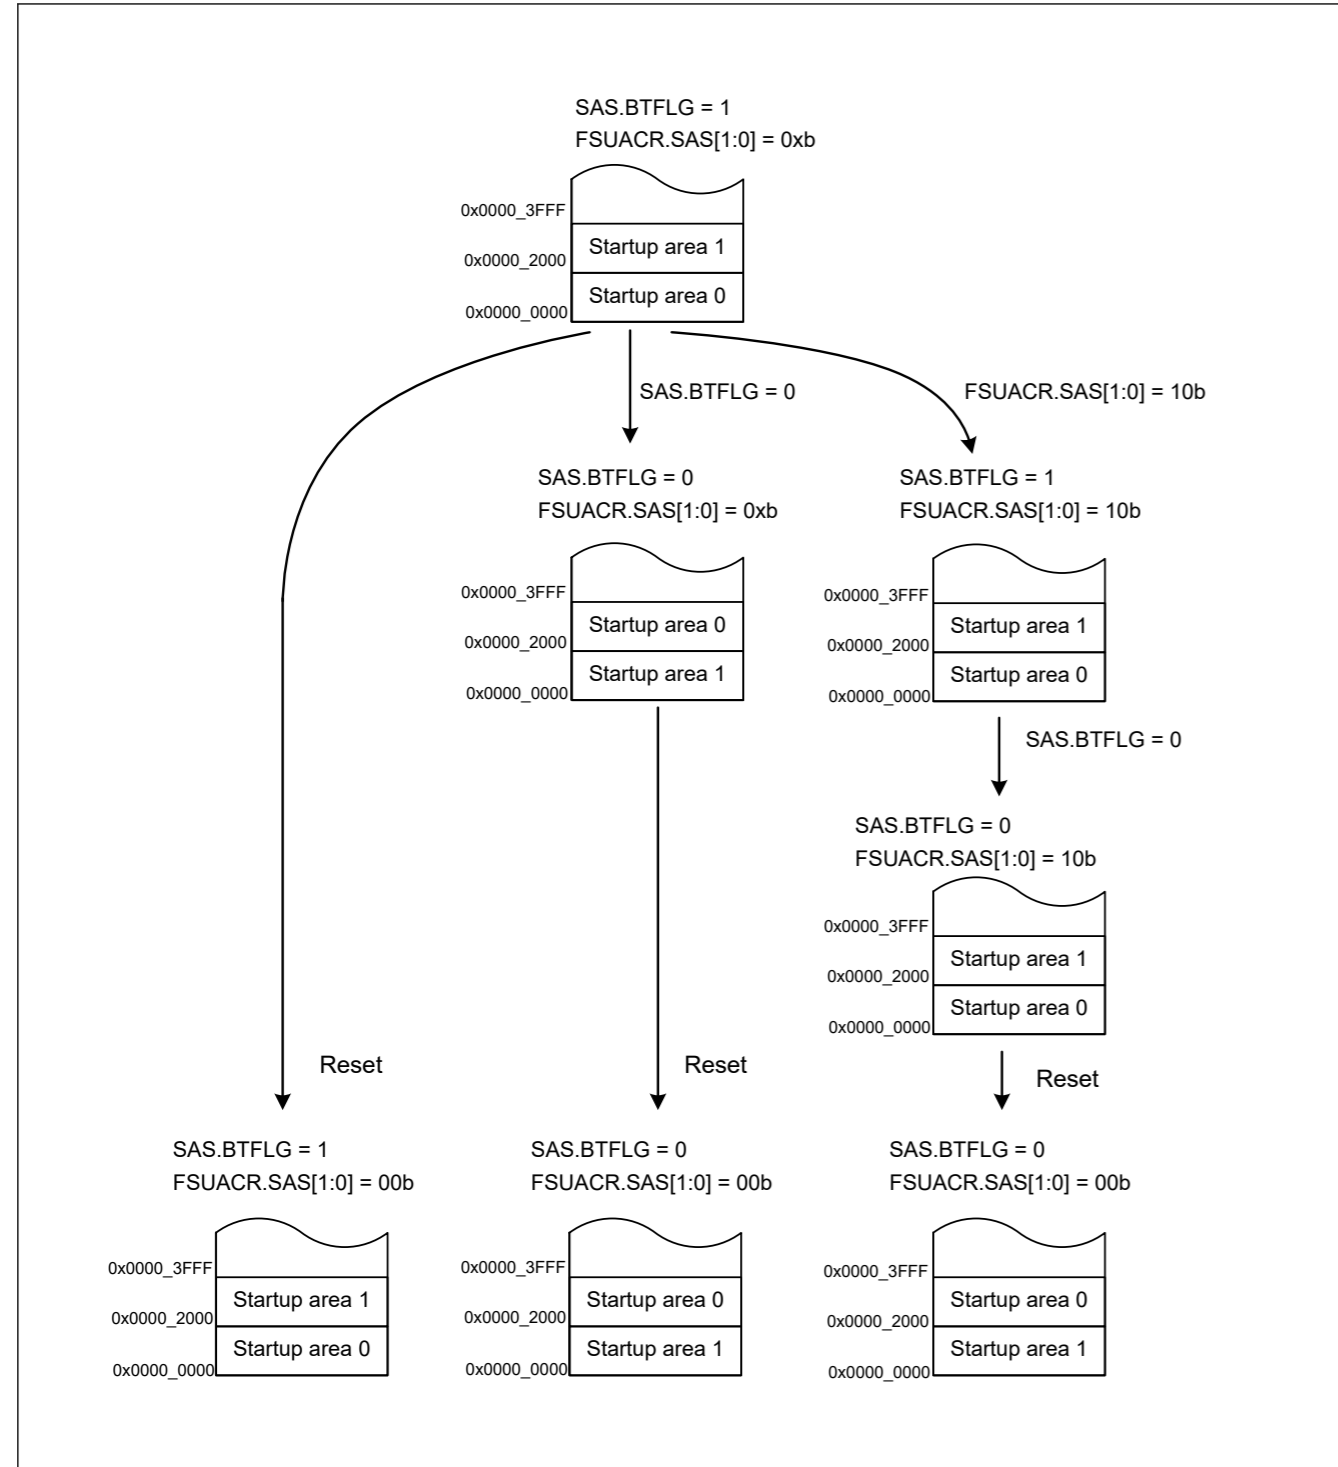 SAS.BTFLG = 1
FSUACR.SAS[1:0] = 0xb
0x0000_3FFF
Startup area 1
0x0000_2000
Startup area 0
0x0000_0000
SAS.BTFLG = 0
FSUACR.SAS[1:0] = 10b
SAS.BTFLG = 0
FSUACR.SAS[1:0] = 0xb
0x0000_3FFF
Startup area 0
0x0000_2000
Startup area 1
0x0000_0000
SAS.BTFLG = 1
FSUACR.SAS[1:0] = 10b
0x0000_3FFF
Startup area 1
0x0000_2000
Startup area 0
0x0000_0000
SAS.BTFLG = 0
SAS.BTFLG = 0
FSUACR.SAS[1:0] = 10b
0x0000_3FFF
Startup area 1
0x0000_2000
Startup area 0
0x0000_0000
Reset
Reset
Reset
SAS.BTFLG = 1
FSUACR.SAS[1:0] = 00b
0x0000_3FFF
Startup area 1
0x0000_2000
Startup area 0
0x0000_0000
SAS.BTFLG = 0
FSUACR.SAS[1:0] = 00b
0x0000_3FFF
Startup area 0
0x0000_2000
Startup area 1
0x0000_0000
SAS.BTFLG = 0
FSUACR.SAS[1:0] = 00b
0x0000_3FFF
Startup area 0
0x0000_2000
Startup area 1
0x0000_0000